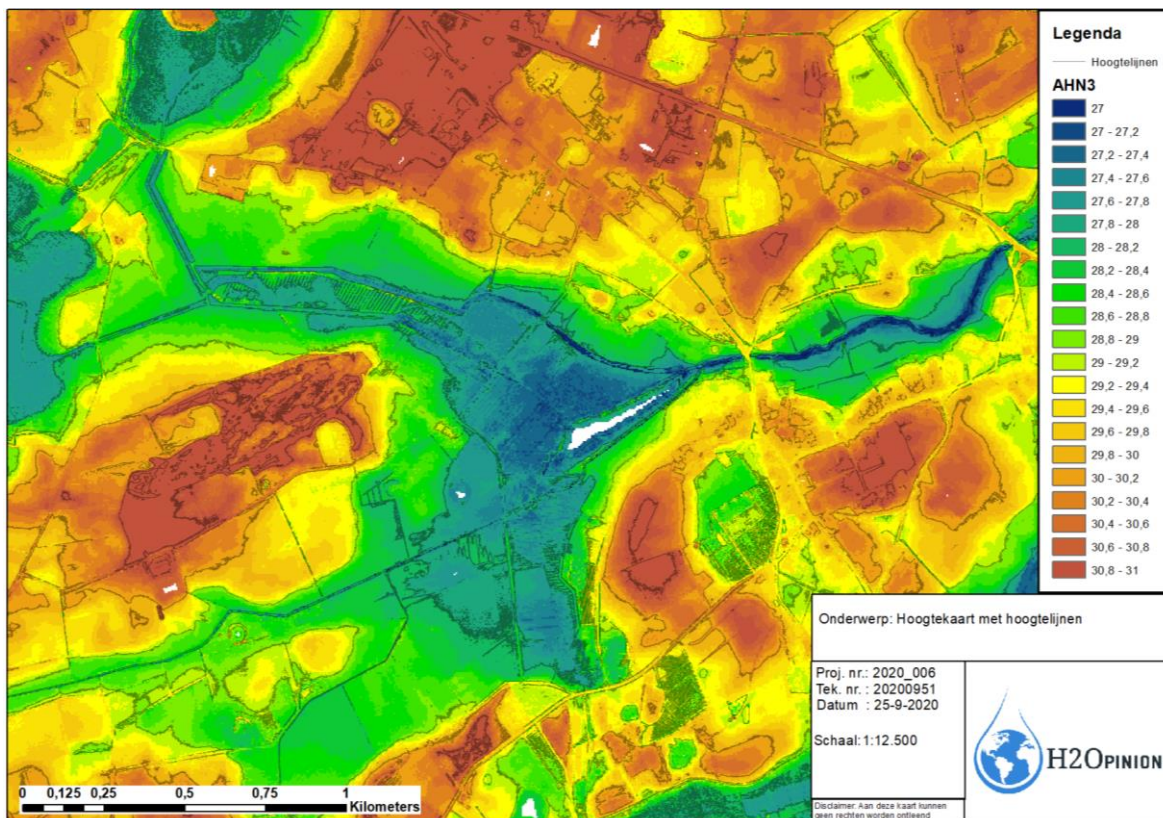 Legenda
Hoogtelijnen
AHN3
27
27 - 27,2
27,2 - 27,4
27,4 - 27,6
27,6 - 27,8
27,8 - 28
28 - 28,2
28,2 - 28,4
28,4 - 28,6
28,6 - 28,8
28,8 - 29
29 - 29,2
29,2 - 29,4
29,4 - 29,6
29,6 - 29,8
29,8 - 30
30 - 30,2
30,2 - 30,4
30,4 - 30,6
30,6 - 30,8
30,8 - 31
Onderwerp: Hoogtekaart met hoogtelijnen
Proj. nr.: 2020_006
Tek. nr. : 20200951
Datum : 25-9-2020
Schaal: 1:12.500
H2OPINION
Disclaimer: Aan deze kaart kunnen
geen rechten worden ontleend
0 0,125 0,25 0,5 0,75 1
Kilometers